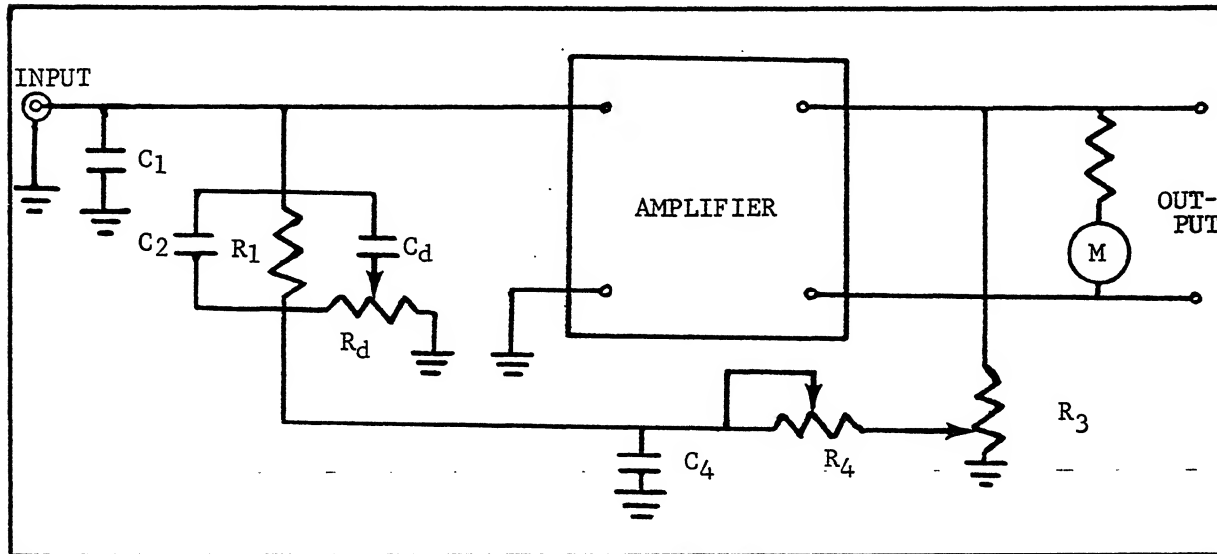 INPUT
C1
C2
R1
Cd
Rd
AMPLIFIER
OUT-
PUT
M
R3
R4
C4